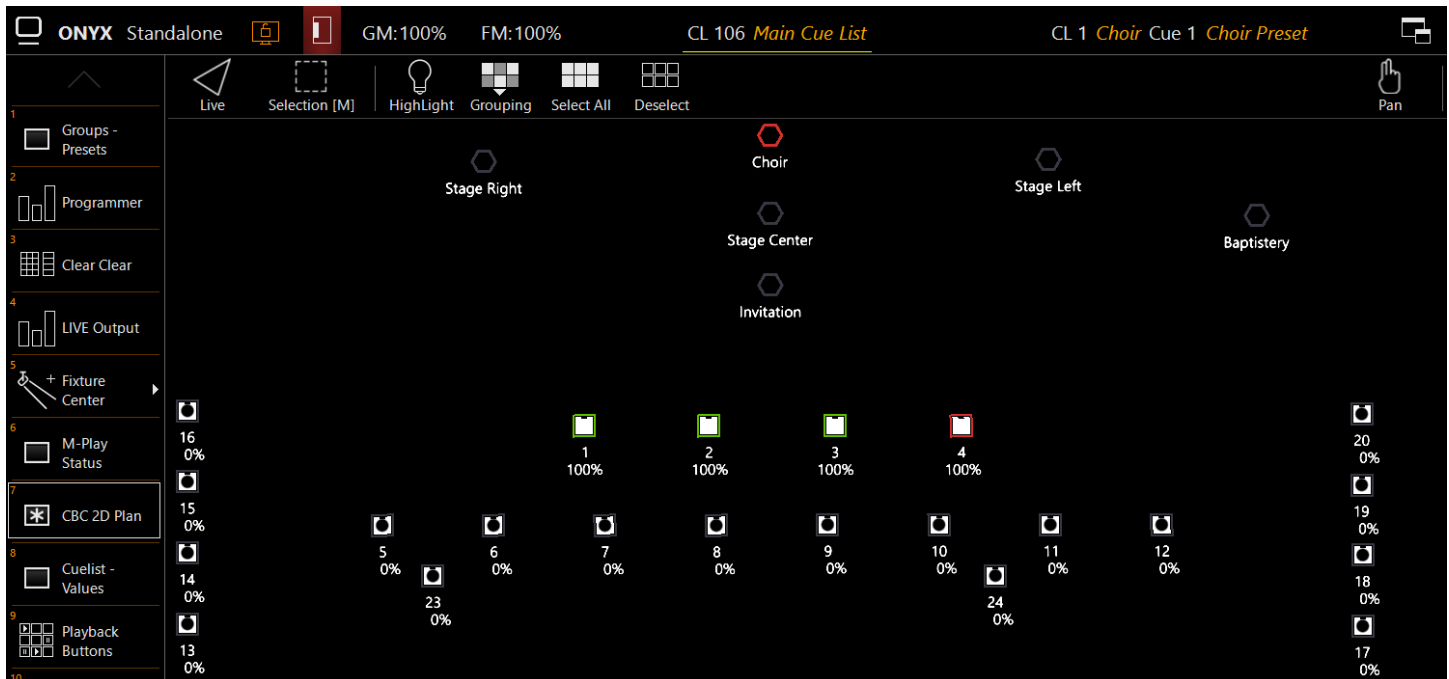 ONYX Standalone GM:100% FM:100% CL 106 Main Cue List CL 1 Choir Cue 1 Choir Preset
Live
Selection [M]
HighLight
Grouping
Select All
Deselect
Pan
1
Groups -
Presets
2
Programmer
3
Clear Clear
4
LIVE Output
5
Fixture
Center
6
M-Play
Status
7
CBC 2D Plan
8
Cuelist -
Values
9
Playback
Buttons
10
Choir
Stage Right
Stage Left
Stage Center
Baptistery
Invitation
16
0%
15
0%
14
0%
13
0%
1
100%
2
100%
3
100%
4
100%
5
0%
6
0%
7
0%
8
0%
9
0%
10
0%
11
0%
12
0%
23
0%
24
0%
20
0%
19
0%
18
0%
17
0%